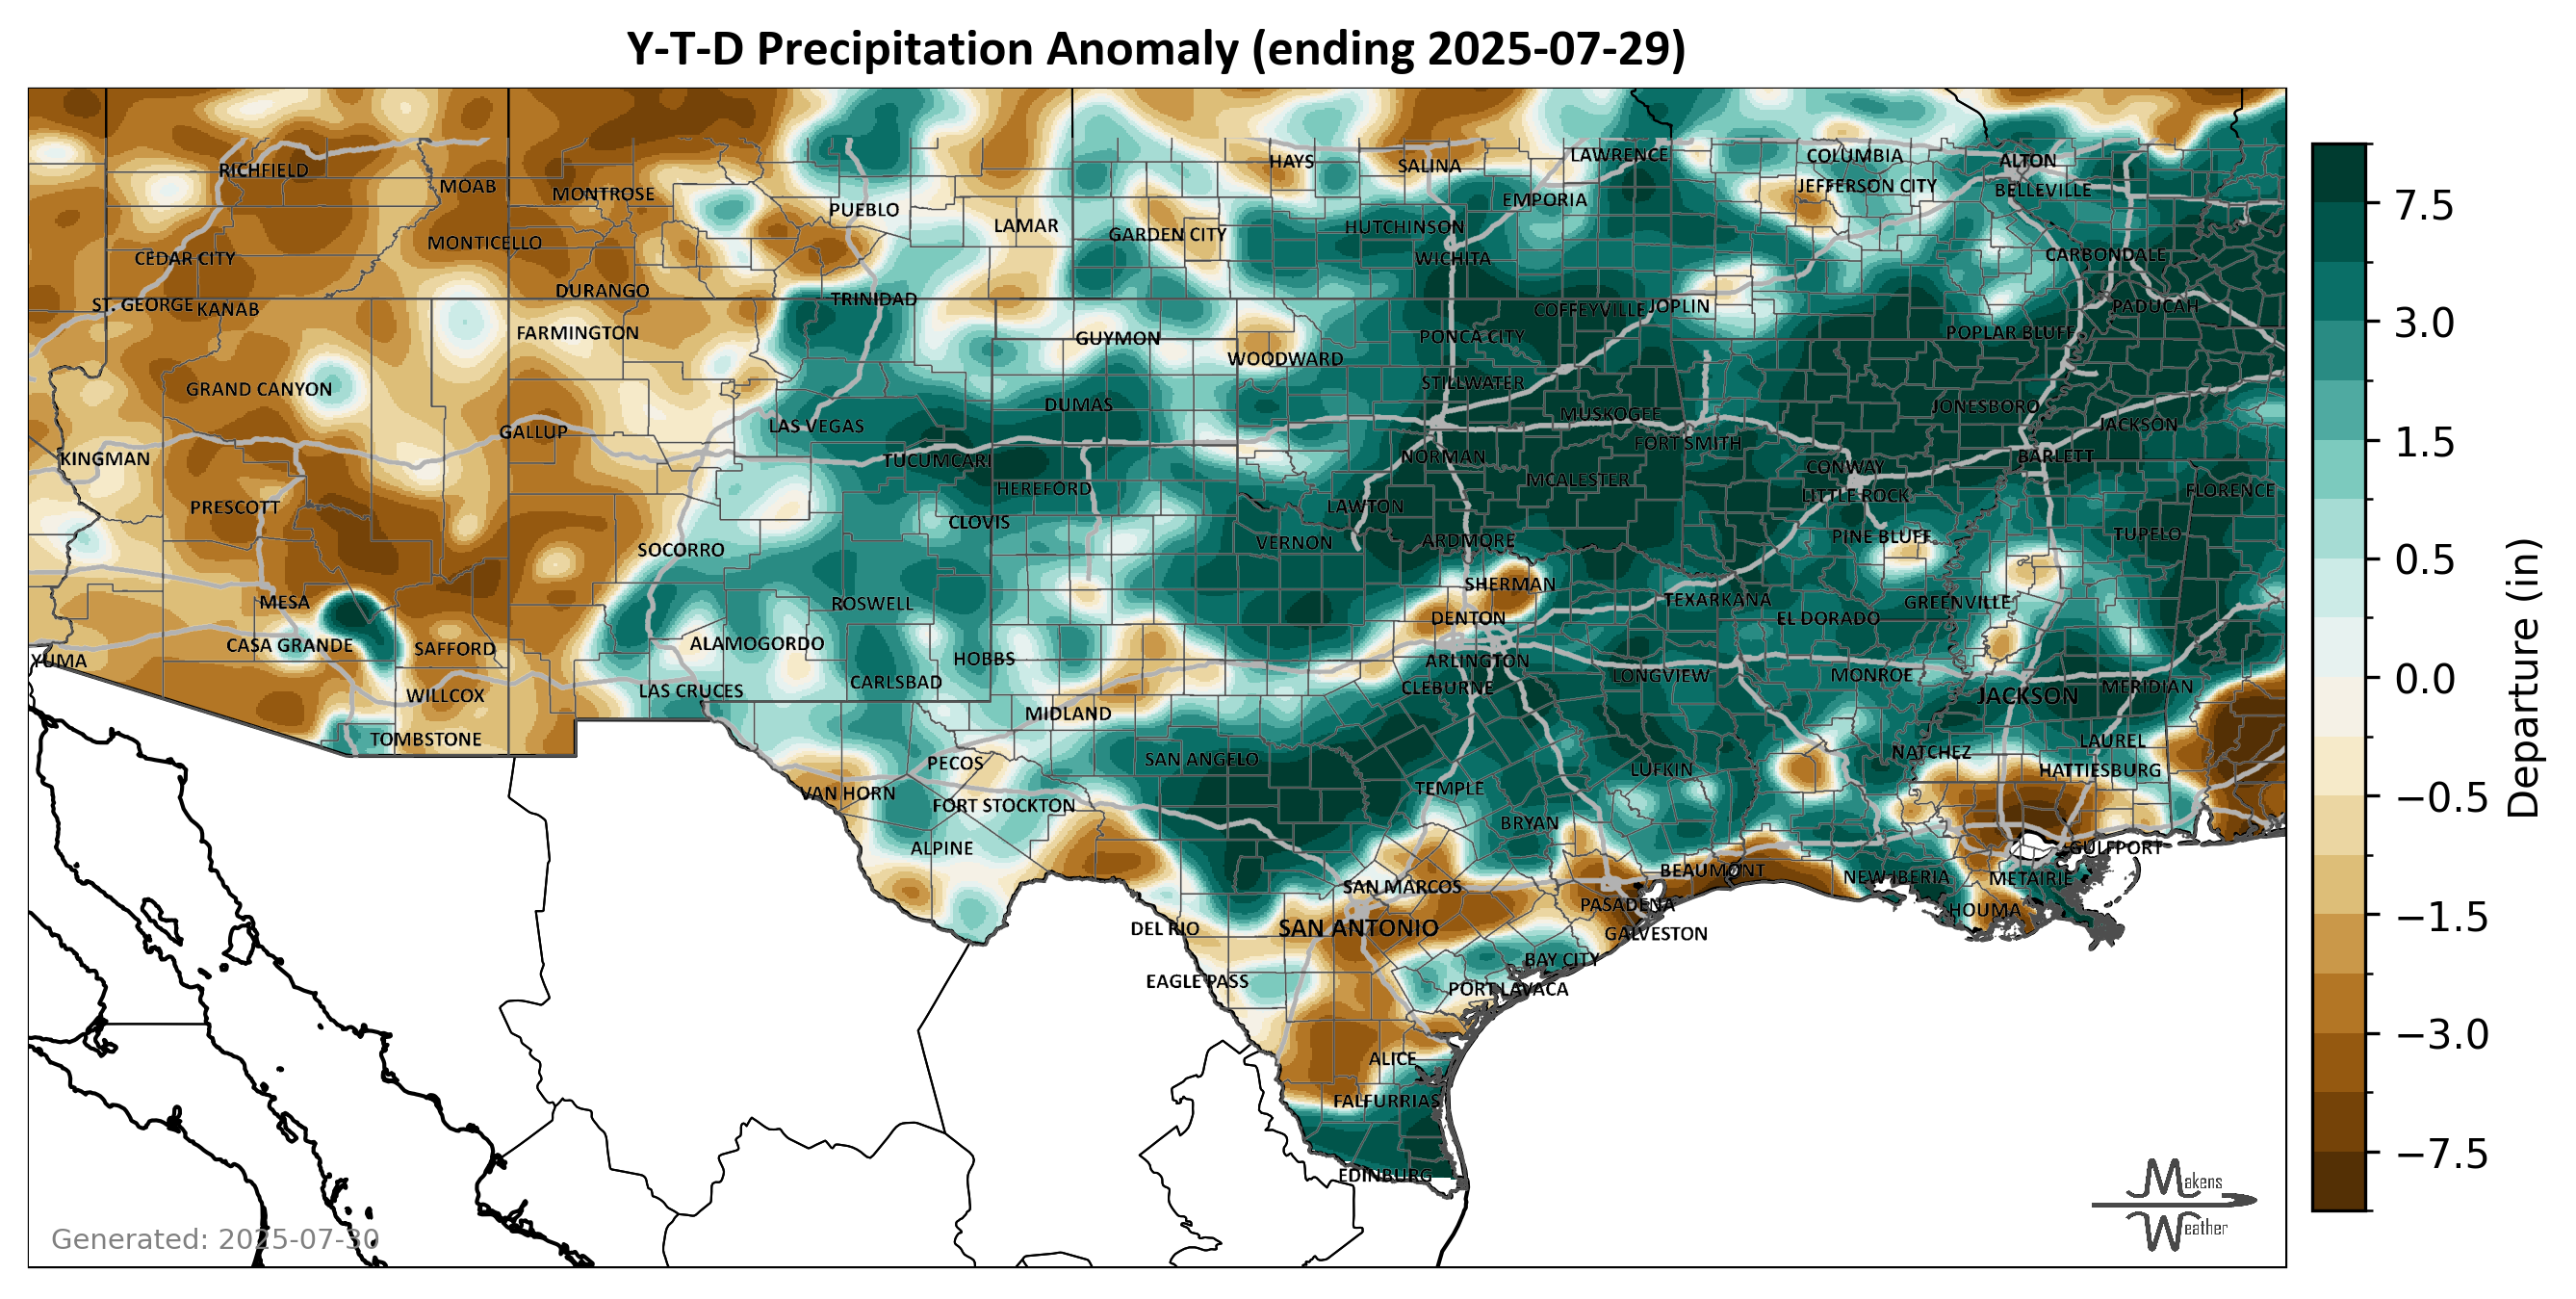 Y-T-D Precipitation Anomaly (ending 2025-07-29)
HAYS
SALINA
LAWRENCE
COLUMBIA
ALTON
RICHFIELD
MOAB
MONTROSE
PUEBLO
EMPORIA
JEFFERSON CITY
BELLEVILLE
LAMAR
GARDEN CITY
HUTCHINSON
MONTICELLO
CEDAR CITY
WICHITA
CARBONDALE
DURANGO
TRINIDAD
ST. GEORGE
KANAB
COFFEYVILLE
JOPLIN
PADUCAH
FARMINGTON
GUYMON
PONCA CITY
POPLAR BLUFF
WOODWARD
GRAND CANYON
STILLWATER
DUMAS
MUSKOGEE
JONESBORO
LAS VEGAS
JACKSON
GALLUP
FORT SMITH
KINGMAN
TUCUMCARI
NORMAN
CONWAY
BARLETT
HEREFORD
MCALESTER
LITTLE ROCK
FLORENCE
PRESCOTT
LAWTON
CLOVIS
SOCORRO
VERNON
ARDMORE
PINE BLUFF
TUPELO
MESA
ROSWELL
SHERMAN
TEXARKANA
GREENVILLE
DENTON
EL DORADO
CASA GRANDE
SAFFORD
ALAMOGORDO
YUMA
HOBBS
ARLINGTON
WILLCOX
LAS CRUCES
CARLSBAD
CLEBURNE
LONGVIEW
MONROE
JACKSON
MERIDIAN
MIDLAND
TOMBSTONE
PECOS
SAN ANGELO
NATCHEZ
LAUREL
VAN HORN
FORT STOCKTON
TEMPLE
LUFKIN
HATTIESBURG
ALPINE
BRYAN
GULFPORT
SAN MARCOS
BEAUMONT
NEW IBERIA
METAIRIE
DEL RIO
SAN ANTONIO
PASADENA
HOUMA
GALVESTON
EAGLE PASS
BAY CITY
PORT LAVACA
ALICE
FALFURRIAS
EDINBURG
7.5
3.0
1.5
0.5
0.0
−0.5
−1.5
−3.0
−7.5
Departure (in)
Makens
Weather
Generated: 2025-07-30